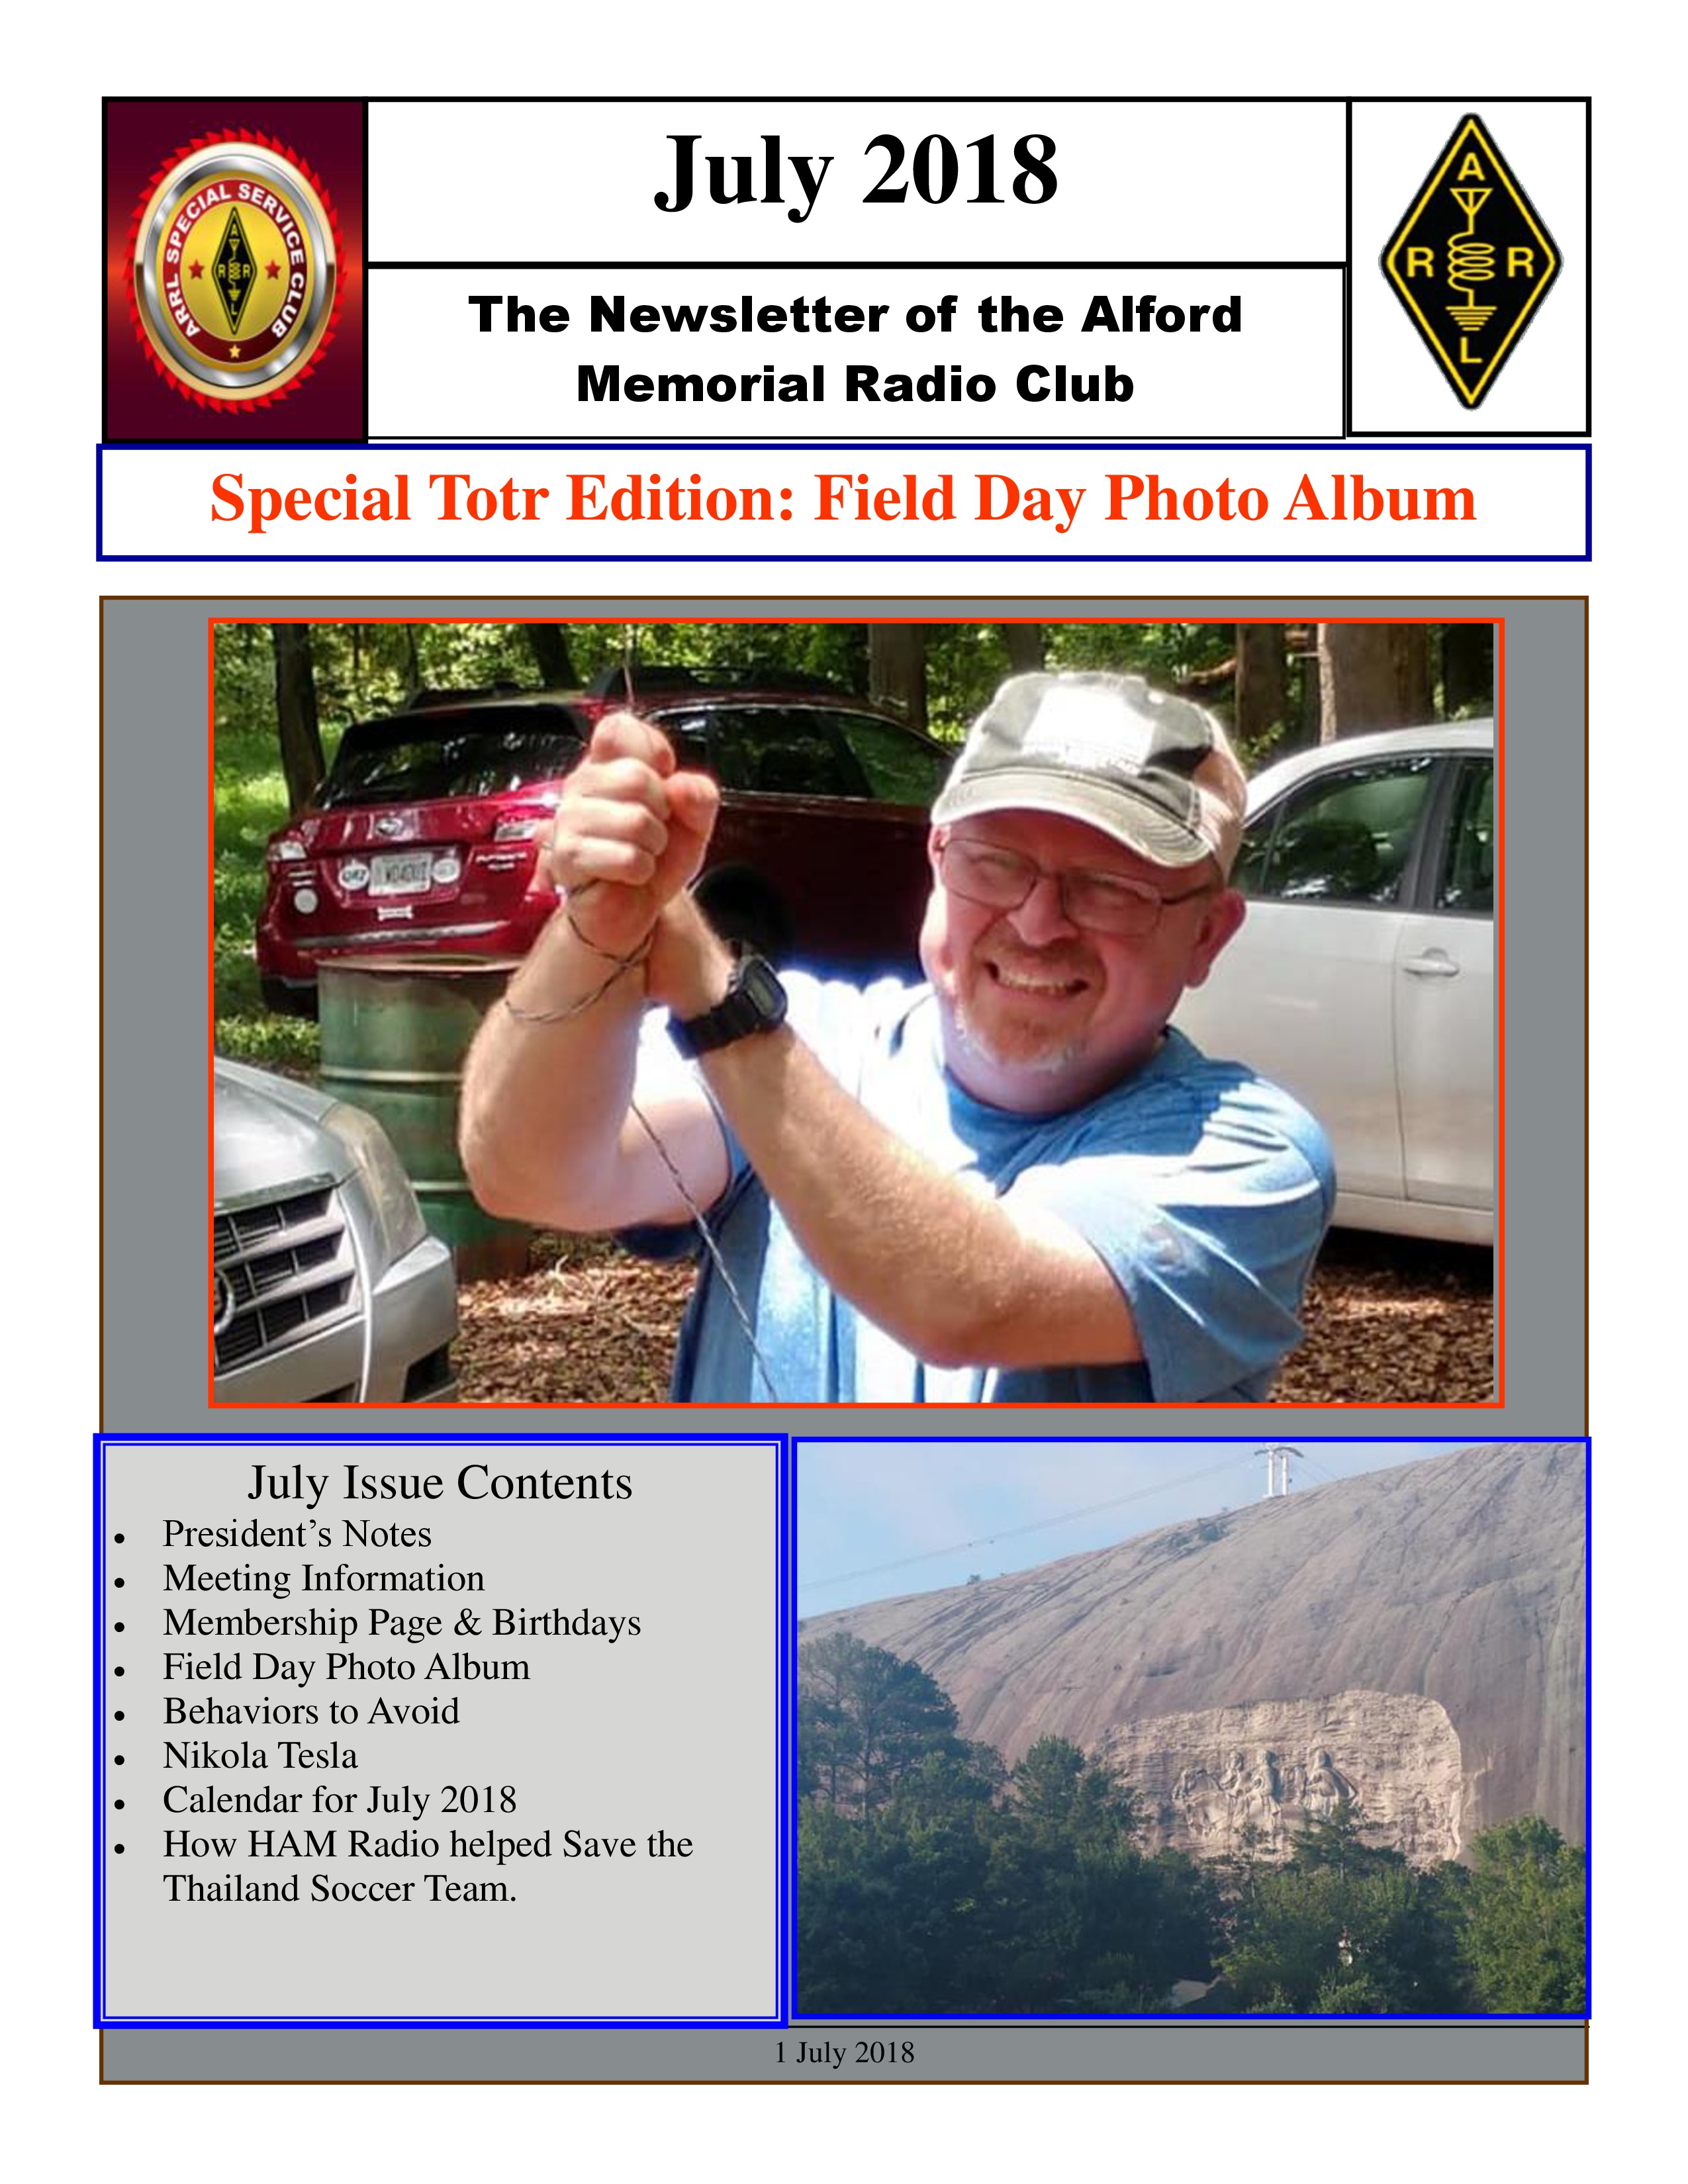 ARRL SPECIAL SERVICE CLUB
A
R R
L
July 2018
The Newsletter of the Alford
Memorial Radio Club
A
R R
L
Special Totr Edition: Field Day Photo Album
July Issue Contents
• President’s Notes
• Meeting Information
• Membership Page & Birthdays
• Field Day Photo Album
• Behaviors to Avoid
• Nikola Tesla
• Calendar for July 2018
• How HAM Radio helped Save the
Thailand Soccer Team.
1 July 2018